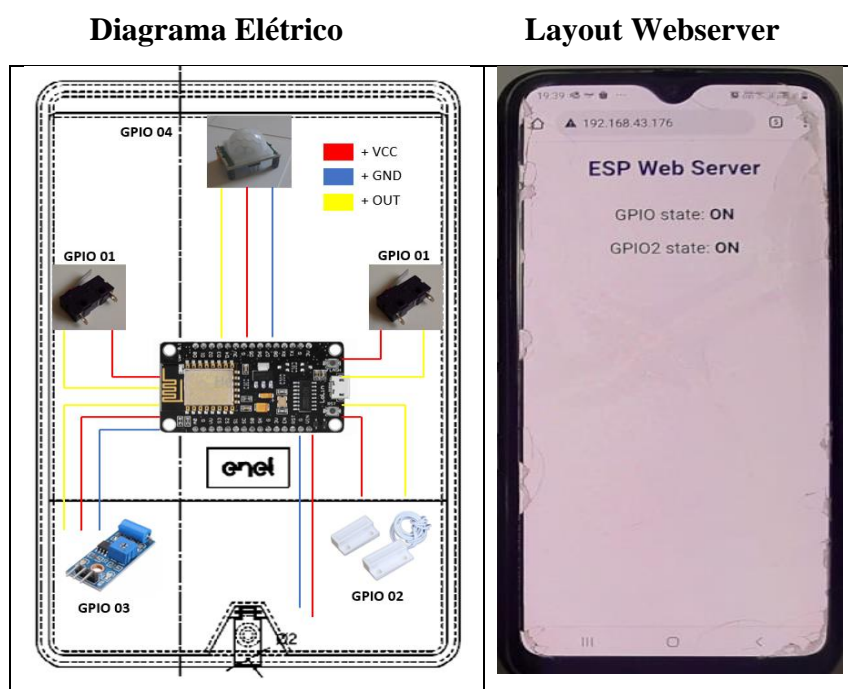 Diagrama Elétrico
Layout Webserver
GPIO 04
+ VCC
+ GND
+ OUT
GPIO 01
GPIO 01
enel
GPIO 03
GPIO 02
19:39
192.168.43.176
5
ESP Web Server
GPIO state: ON
GPIO2 state: ON